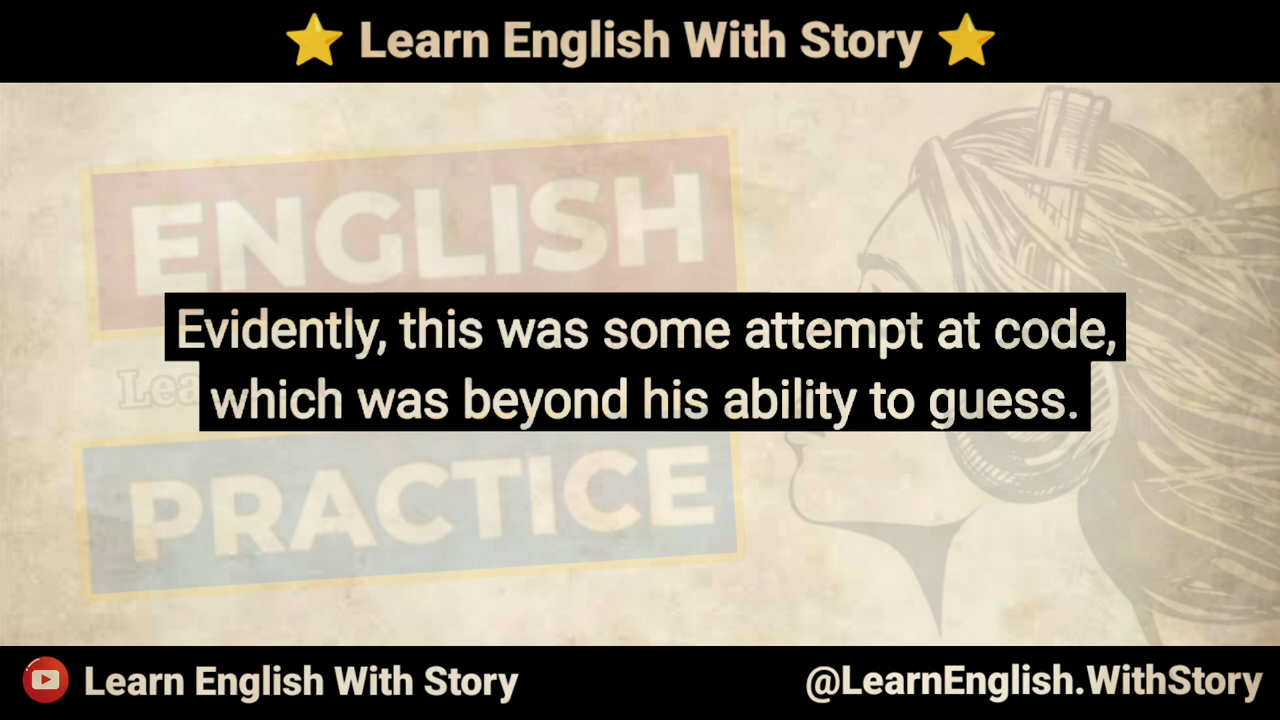 ⭐ Learn English With Story ⭐
ENGLISH
Evidently, this was some attempt at code,
which was beyond his ability to guess.
Lea
PRACTICE
Learn English With Story
@LearnEnglish.WithStory